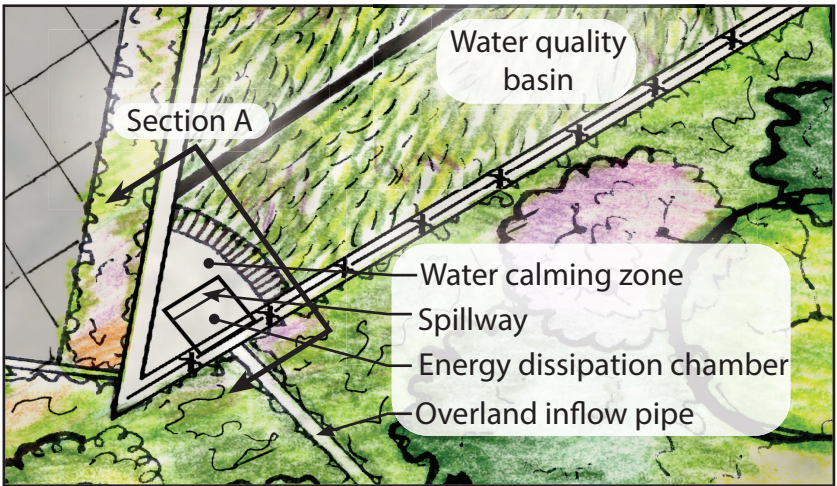 Water quality
basin
Section A
Water calming zone
Spillway
Energy dissipation chamber
Overland inflow pipe